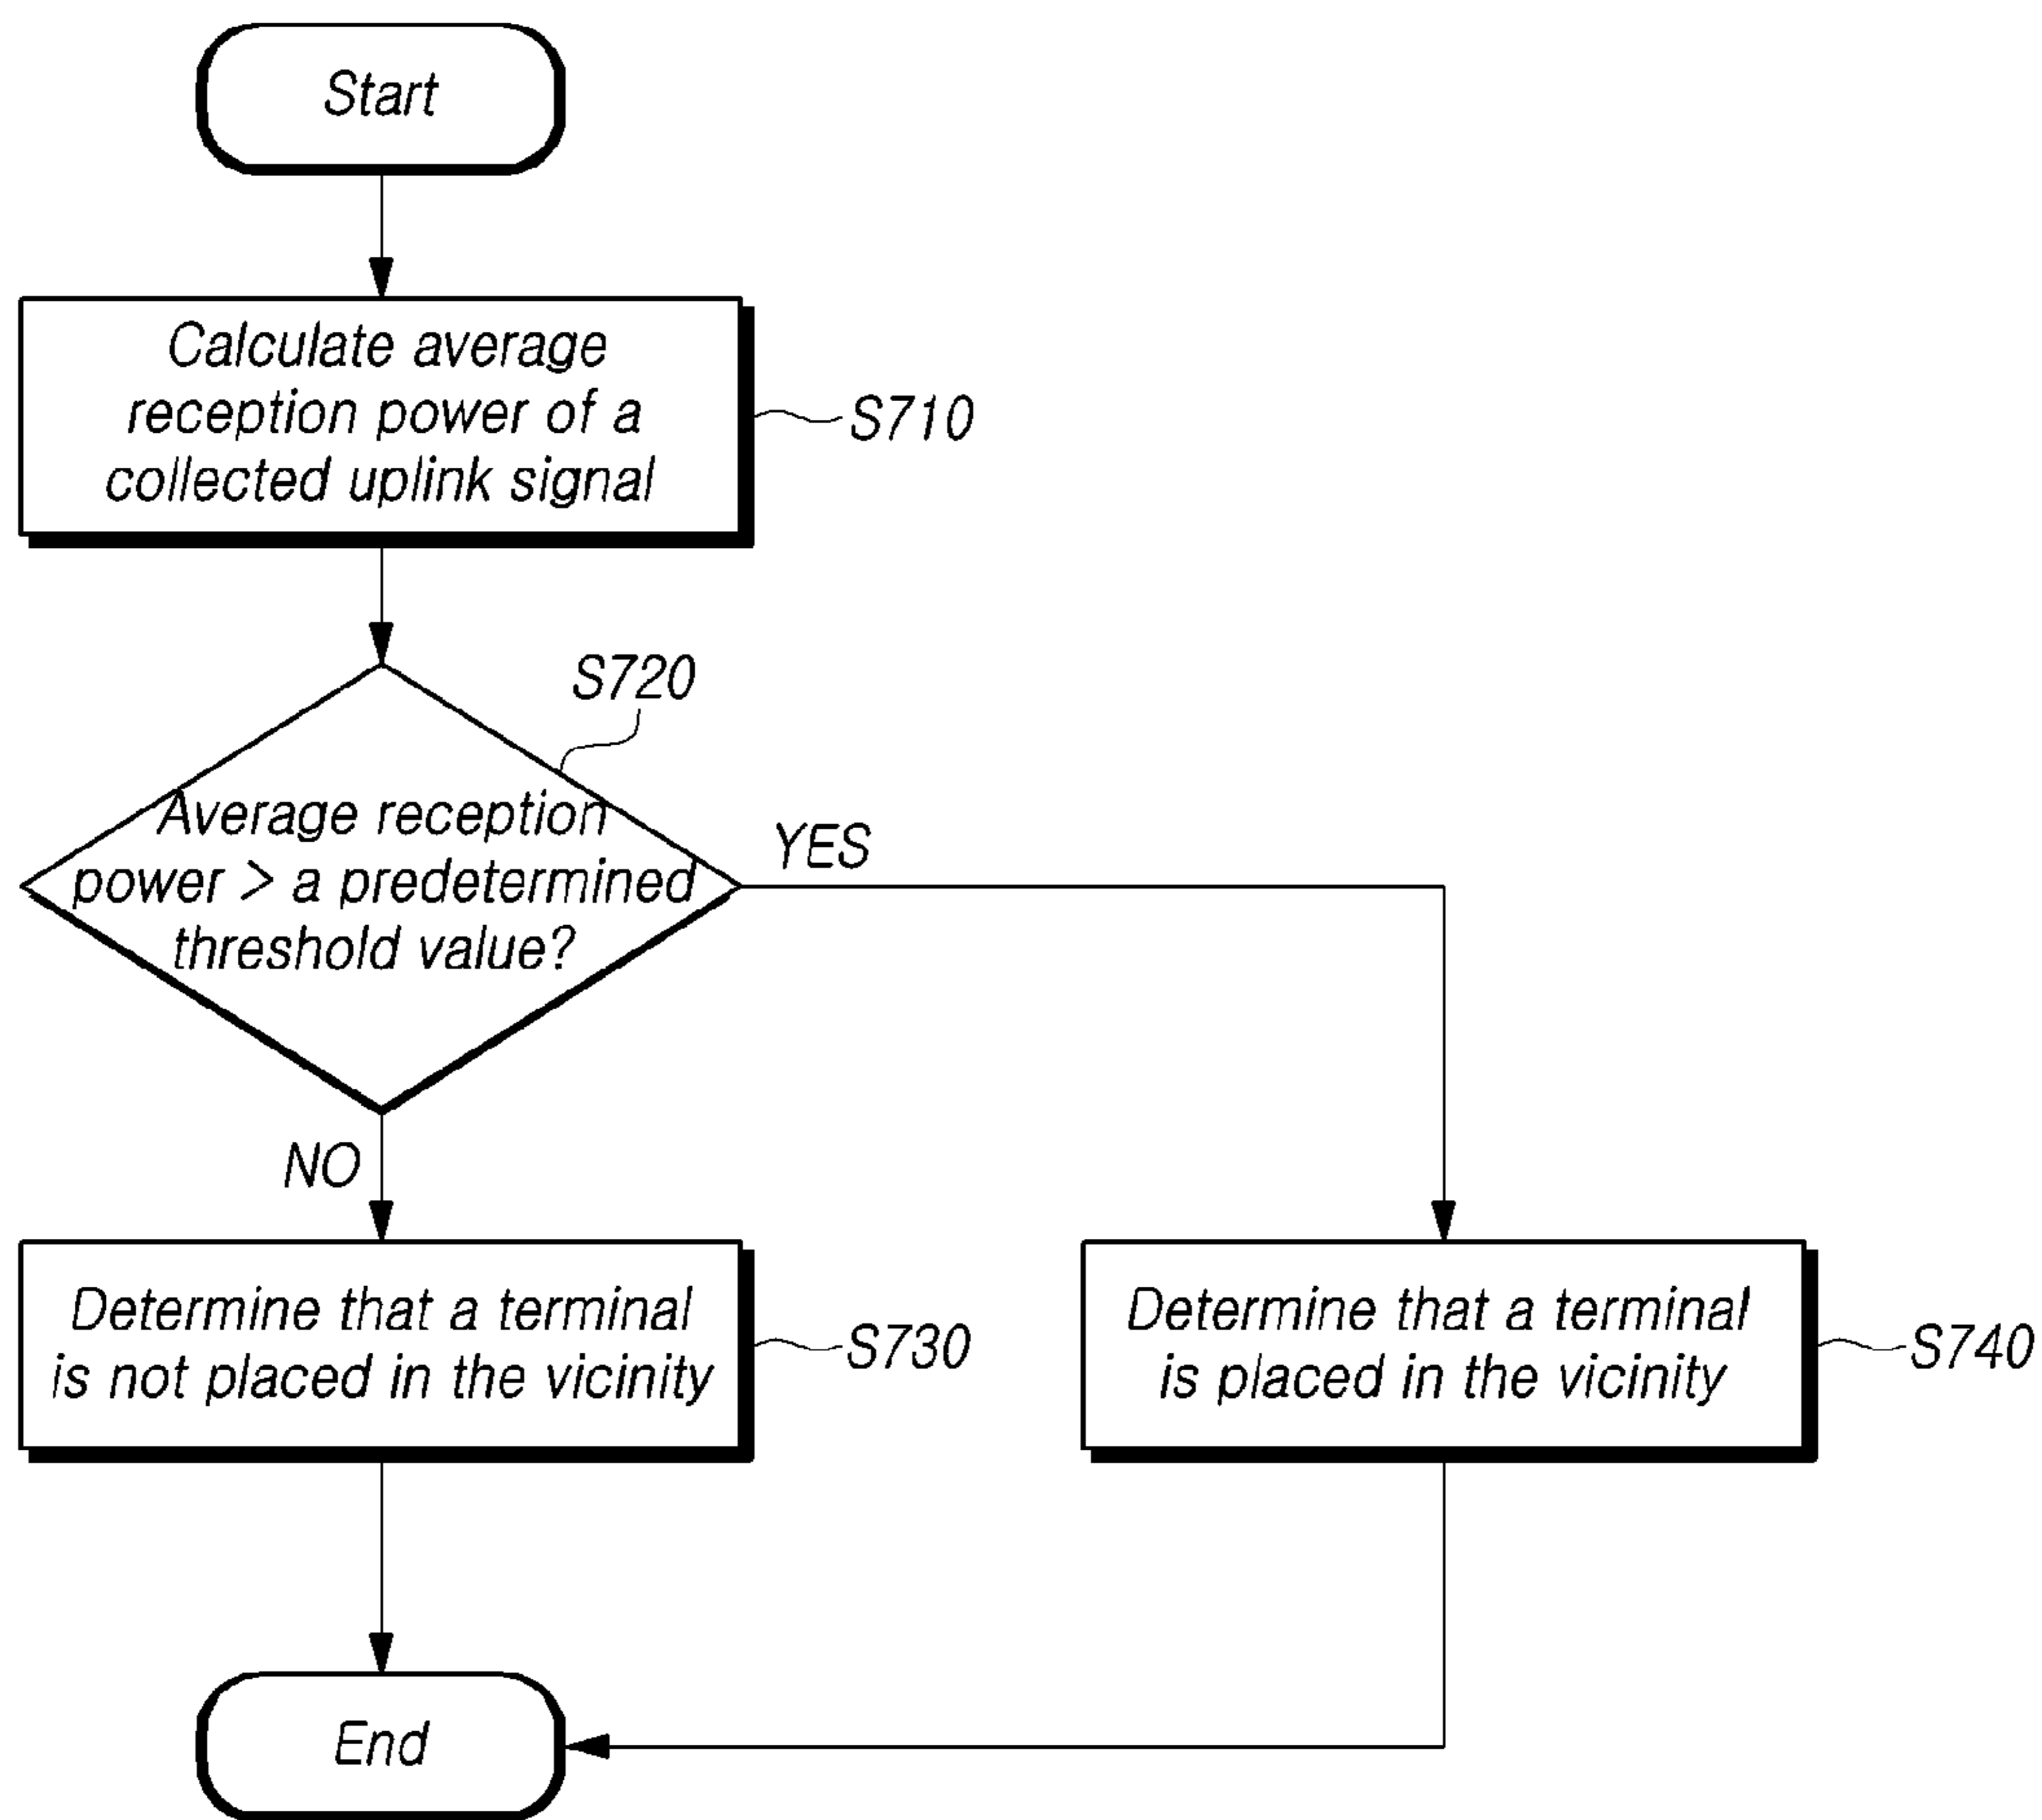 Start
Calculate average
reception power of a
collected uplink signal
S710
S720
Average reception
power > a predetermined
threshold value?
YES
NO
Determine that a terminal
is not placed in the vicinity
S730
Determine that a terminal
is placed in the vicinity
S740
End